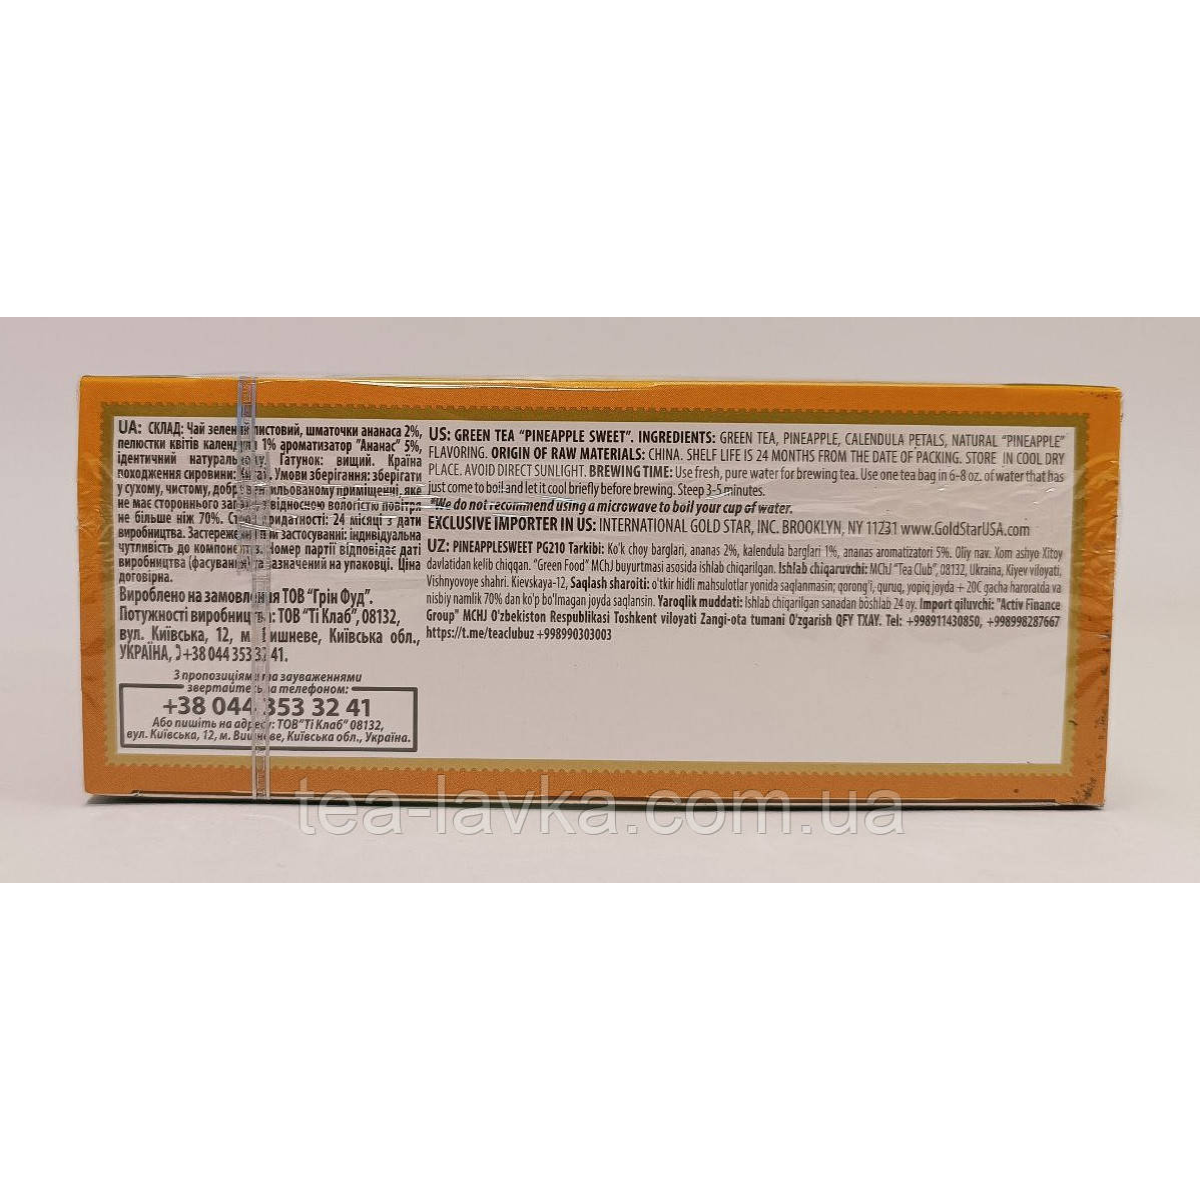 UA: СКЛАД: Чай листовий, шматочки ананаса 2%,
пелюстки квітів календули 1% ароматизатор "Ананас" 5%,
ідентичний натуральному. Ґатунок: вищий. Країна
походження сировини: Китай. Умови зберігання: зберігати
у сухому, чистому, приміщенні, яке
не має стороннього відносною вологістю повітря
не більше ніж 70%. Строк придатності: 24 місяці з дати
виробництва. Застереження при застосуванні: індивідуальна
чутливість до компонентів. Номер партії відповідає даті
виробництва (фасування) зазначений на упаковці. Ціна
договірна.
Вироблено на замовлення ТОВ "Грін Фуд".
Потужності виробництва: ТОВ "Ті Клаб", 08132,
вул. Київська, 12, м. Вишневе, Київська обл.,
УКРАЇНА, +38 044 353 32 41.
З пропозиціями та зауваженнями
звертайтесь за телефоном:
+38 044 353 32 41
Або пишіть на адресу: ТОВ"Ті Клаб" 08132,
вул. Київська, 12, м. Вишневе, Київська обл., Україна.
US: GREEN TEA “PINEAPPLE SWEET”. INGREDIENTS: GREEN TEA, PINEAPPLE, CALENDULA PETALS, NATURAL “PINEAPPLE”
FLAVORING. ORIGIN OF RAW MATERIALS: CHINA. SHELF LIFE IS 24 MONTHS FROM THE DATE OF PACKING. STORE IN COOL DRY
PLACE. AVOID DIRECT SUNLIGHT. BREWING TIME: Use fresh, pure water for brewing tea. Use one tea bag in 6-8 oz. of water that has
just come to boil and let it cool briefly before brewing. Steep 3-5 minutes.
*We do not recommend using a microwave to boil your cup of water.
EXCLUSIVE IMPORTER IN US: INTERNATIONAL GOLD STAR, INC. BROOKLYN, NY 11231 www.GoldStarUSA.com
UZ: PINEAPPLESWEET PG210 Tarkibi: Ko'k choy barglari, ananas 2%, kalendula barglari 1%, ananas aromatizatori 5%. Oliy nav. Xom ashyo Xitoy
davlatidan kelib chiqqan. "Green Food" MChJ buyurtmasi asosida ishlab chiqarilgan. Ishlab chiqaruvchi: MChJ "Tea Club", 08132, Ukraina, Kiyev viloyati,
Vishnyovoye shahri. Kievskaya-12, Saqlash sharoiti: o'tkir hidli mahsulotlar yonida saqlanmasin; qorong'i, quruq, yopiq joyda + 20C gacha haroratda va
nisbiy namlik 70% dan ko'p bo'lmagan joyda saqlansin. Yaroqlik muddati: Ishlab chiqarilgan sanadan boshlab 24 oy. Import qiluvchi: "Activ Finance
Group" MCHJ O'zbekiston Respublikasi Toshkent viloyati Zangi-ota tumani O'zgarish QFY TXAY. Tel: +998911430850, +998998287667
https://t.me/teaclubuz +998990303003
tea-lavka.com.ua